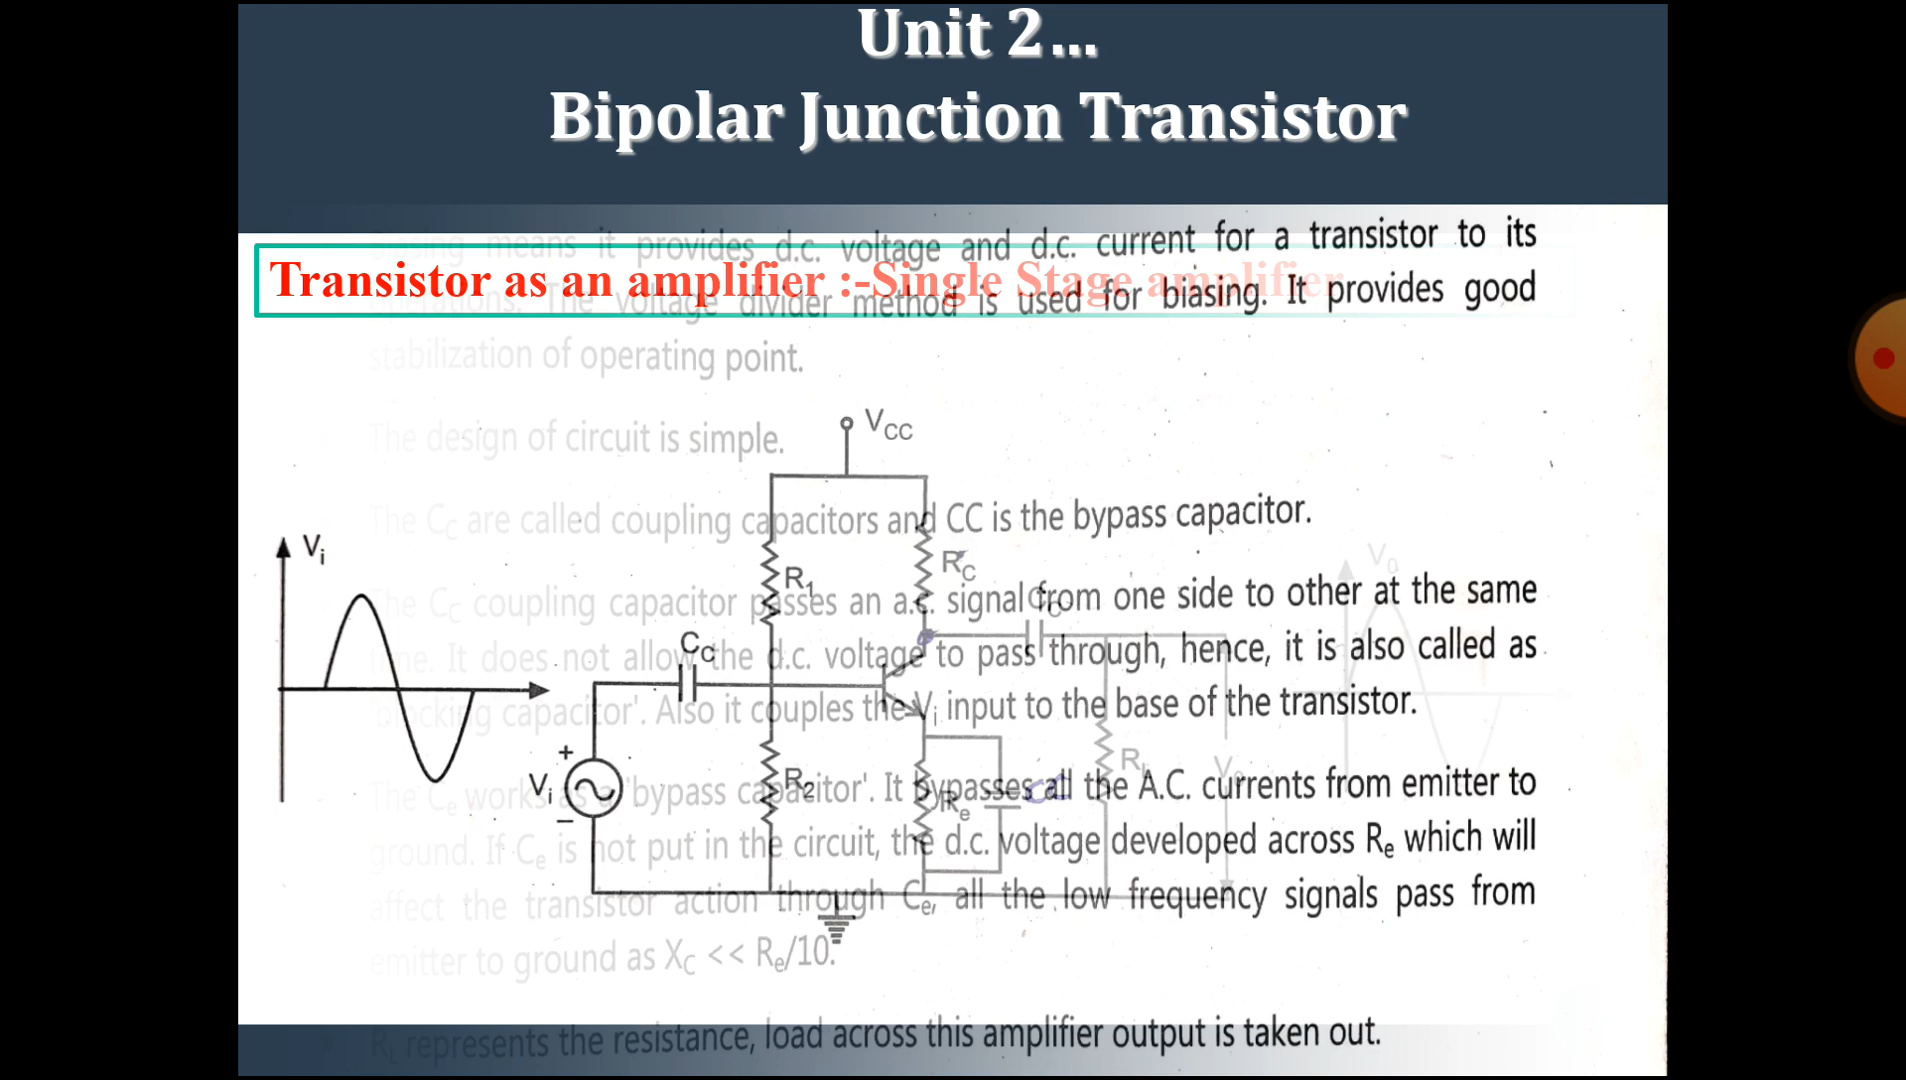 Unit 2...
Bipolar Junction Transistor
Biasing means it provides d.c. voltage and d.c. current for a transistor to its
Transistor as an amplifier :-Single Stage amplifier
operations. The voltage divider method is used for biasing. It provides good
stabilization of operating point.
VCC
The design of circuit is simple.
The CC are called coupling capacitors and CC is the bypass capacitor.
Vi
V0
RC
R1
The CC coupling capacitor passes an a.c. signal from one side to other at the same
CC
CC
time. It does not allow the d.c. voltage to pass through, hence, it is also called as
'blocking capacitor'. Also it couples the Vi input to the base of the transistor.
+
Vi
−
R2
Re
RL
The Ce works as a 'bypass capacitor'. It bypasses all the A.C. currents from emitter to
ground. If Ce is not put in the circuit, the d.c. voltage developed across Re which will
affect the transistor action through Ce, all the low frequency signals pass from
emitter to ground as XC << Re/10.
RL represents the resistance, load across this amplifier output is taken out.